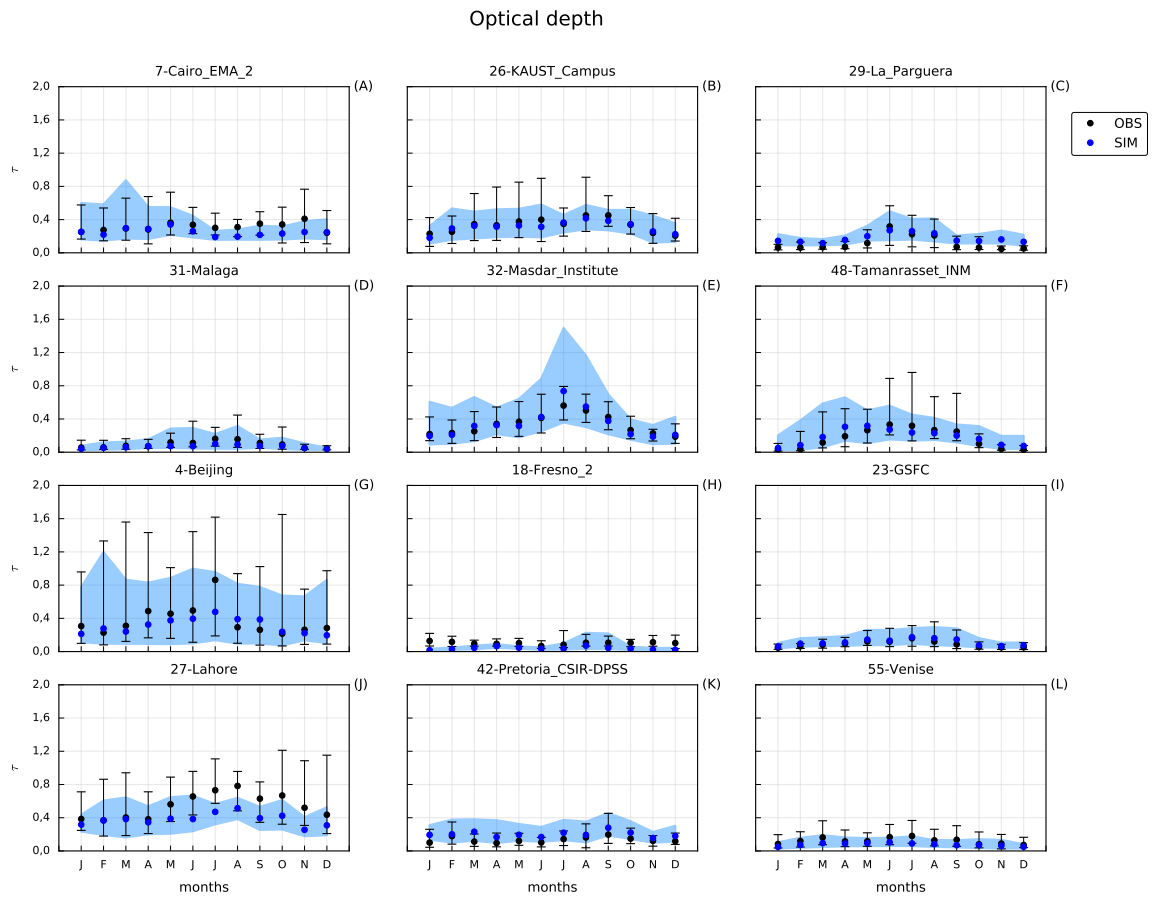 Optical depth
7-Cairo_EMA_2
26-KAUST_Campus
29-La_Parguera
2,0
1,6
1,2
0,8
0,4
0,0
τ
(A)
(B)
(C)
OBS
SIM
31-Malaga
32-Masdar_Institute
48-Tamanrasset_INM
2,0
1,6
1,2
0,8
0,4
0,0
τ
(D)
(E)
(F)
4-Beijing
18-Fresno_2
23-GSFC
2,0
1,6
1,2
0,8
0,4
0,0
τ
(G)
(H)
(I)
27-Lahore
42-Pretoria_CSIR-DPSS
55-Venise
2,0
1,6
1,2
0,8
0,4
0,0
τ
(J)
(K)
(L)
J F M A M J J A S O N D
J F M A M J J A S O N D
J F M A M J J A S O N D
months
months
months